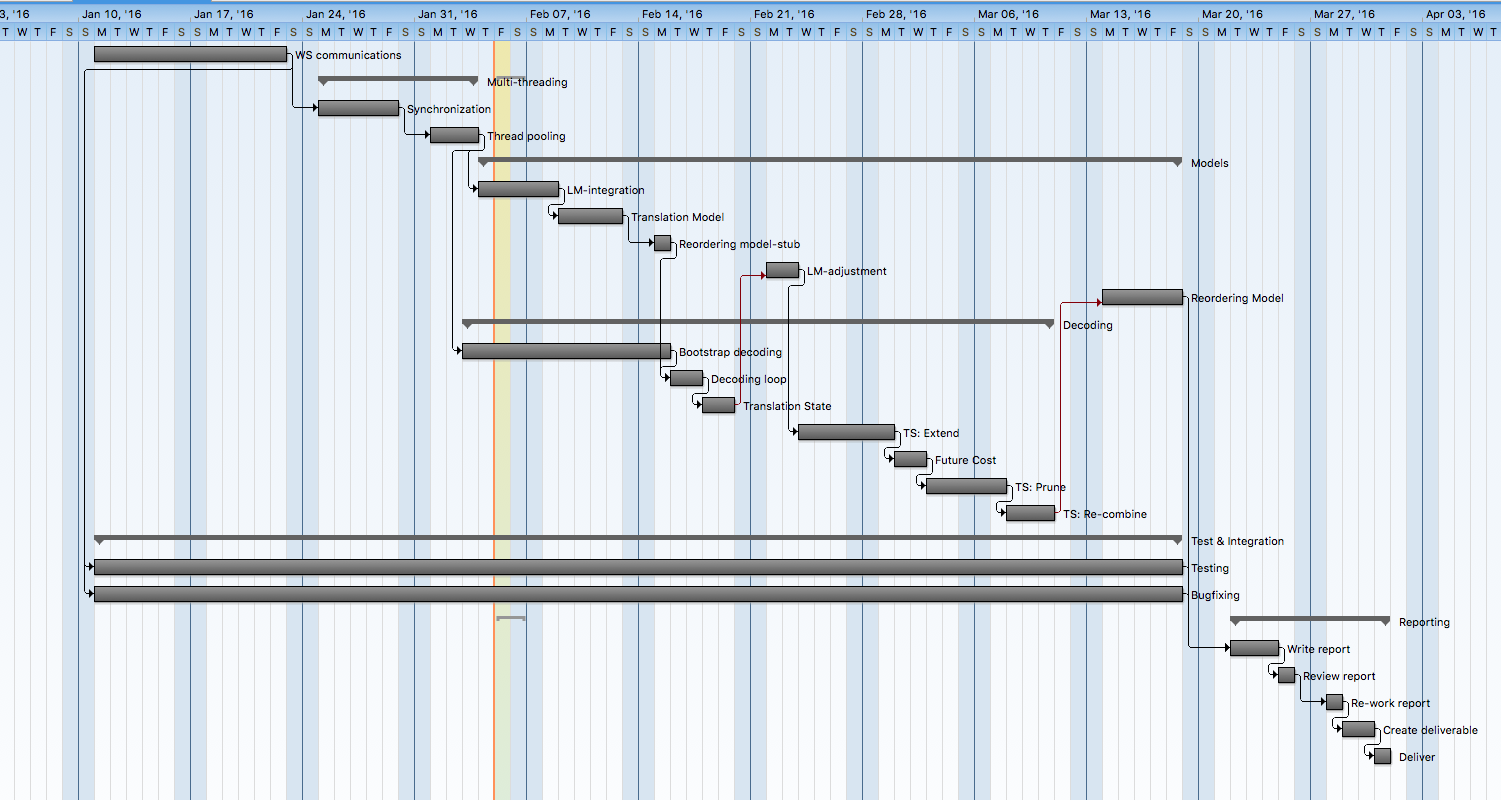 3, '16 Jan 10, '16 Jan 17, '16 Jan 24, '16 Jan 31, '16 Feb 07, '16 Feb 14, '16 Feb 21, '16 Feb 28, '16 Mar 06, '16 Mar 13, '16 Mar 20, '16 Mar 27, '16 Apr 03, '16
T W T F S S M T W T F S S M T W T F S S M T W T F S S M T W T F S S M T W T F S S M T W T F S S M T W T F S S M T W T F S S M T W T F S S M T W T F S S M T W T F S S M T W T F S S M T W T
WS communications
Multi-threading
Synchronization
Thread pooling
Models
LM-integration
Translation Model
Reordering model-stub
LM-adjustment
Reordering Model
Decoding
Bootstrap decoding
Decoding loop
Translation State
TS: Extend
Future Cost
TS: Prune
TS: Re-combine
Test & Integration
Testing
Bugfixing
Reporting
Write report
Review report
Re-work report
Create deliverable
Deliver